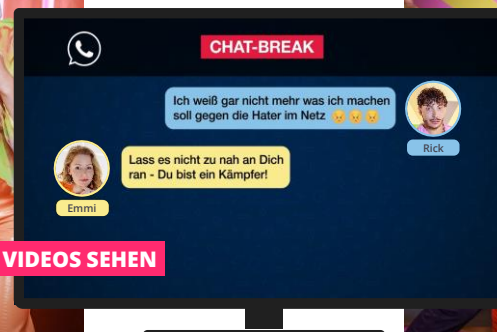 CHAT-BREAK
Ich weiß gar nicht mehr was ich machen
soll gegen die Hater im Netz 😠 😠 😠
Rick
Lass es nicht zu nah an Dich
ran - Du bist ein Kämpfer!
Emmi
VIDEOS SEHEN